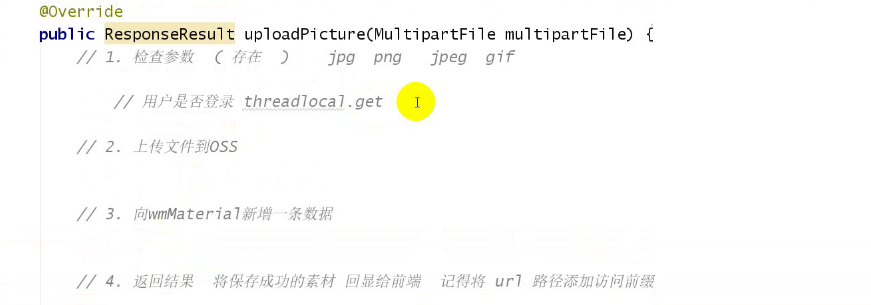 @Override
public ResponseResult uploadPicture(MultipartFile multipartFile) {
// 1. 检查参数 ( 存在 ) jpg png jpeg gif
// 用户是否登录 threadlocal.get
// 2. 上传文件到OSS
// 3. 向wmMaterial新增一条数据
// 4. 返回结果 将保存成功的素材 回显给前端 记得将 url 路径添加访问前缀